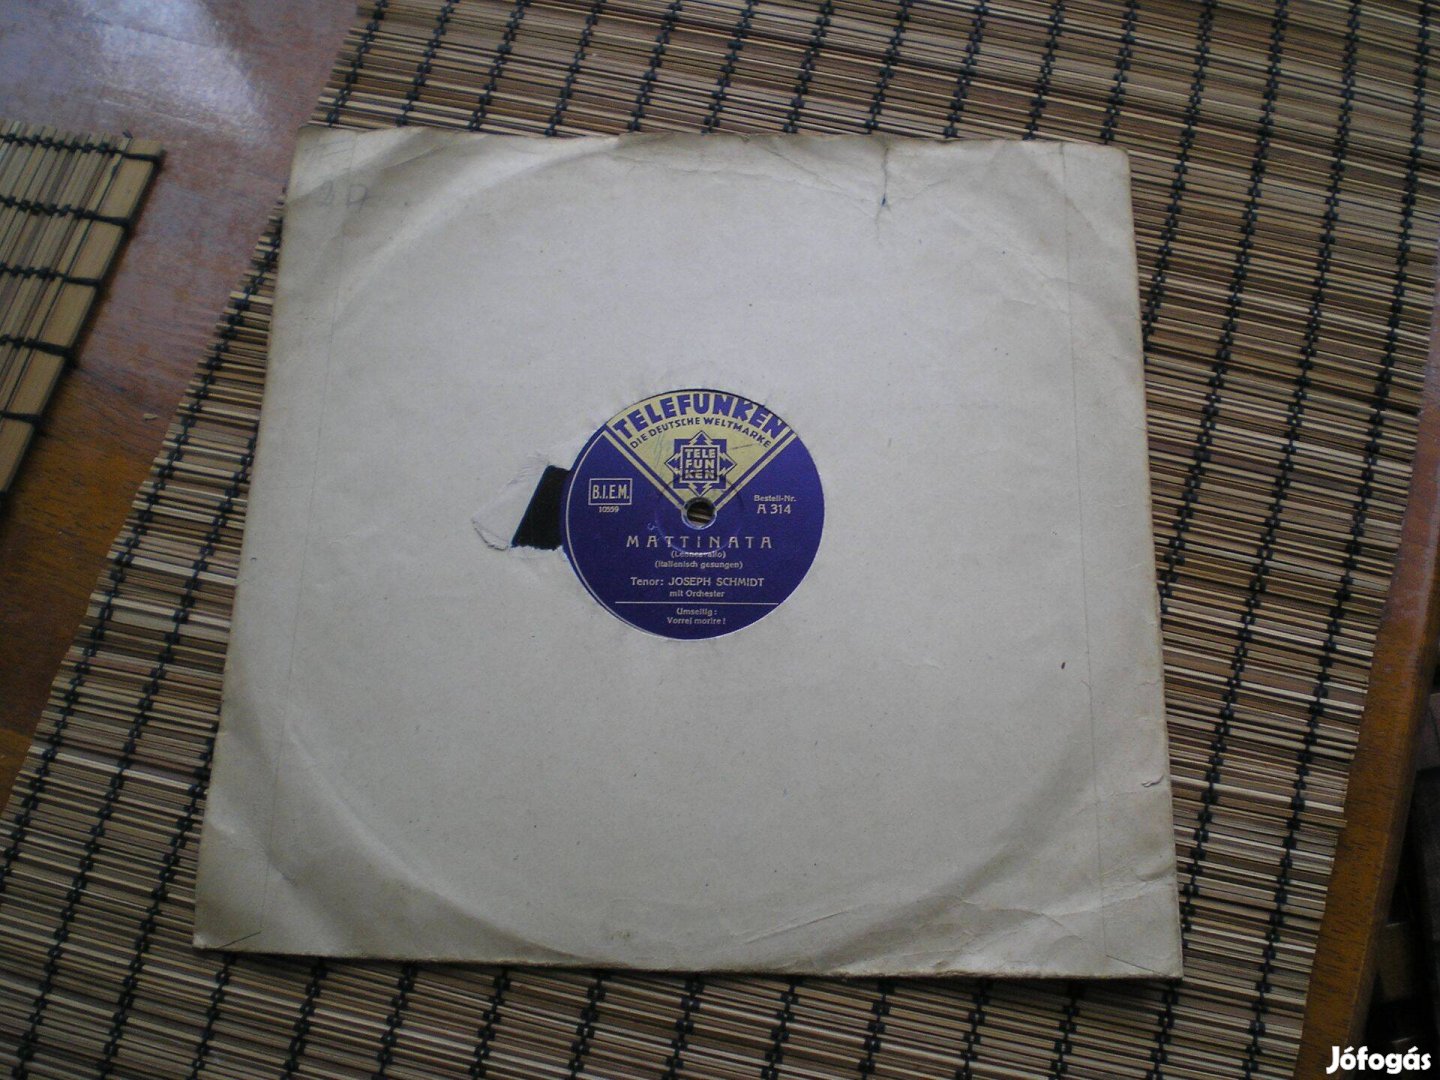 TELEFUNKEN
DIE DEUTSCHE WELTMARKE
TELE
FUN
KEN
B.I.E.M.
10559
Bestell-Nr.
A 314
MATTINATA
(Leoncavallo)
(Italienisch gesungen)
Tenor: JOSEPH SCHMIDT
mit Orchester
Umseitig:
Vorrei morire!
Jófogás